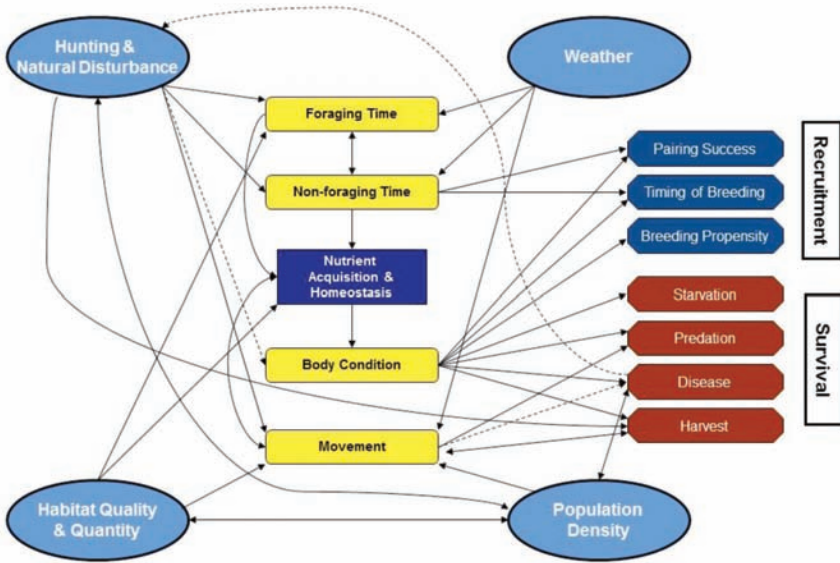 Hunting &
Natural Disturbance
Weather
Foraging Time
Non-foraging Time
Nutrient
Acquisition &
Homeostasis
Body Condition
Movement
Pairing Success
Timing of Breeding
Breeding Propensity
Starvation
Predation
Disease
Harvest
Recruitment
Survival
Habitat Quality
& Quantity
Population
Density